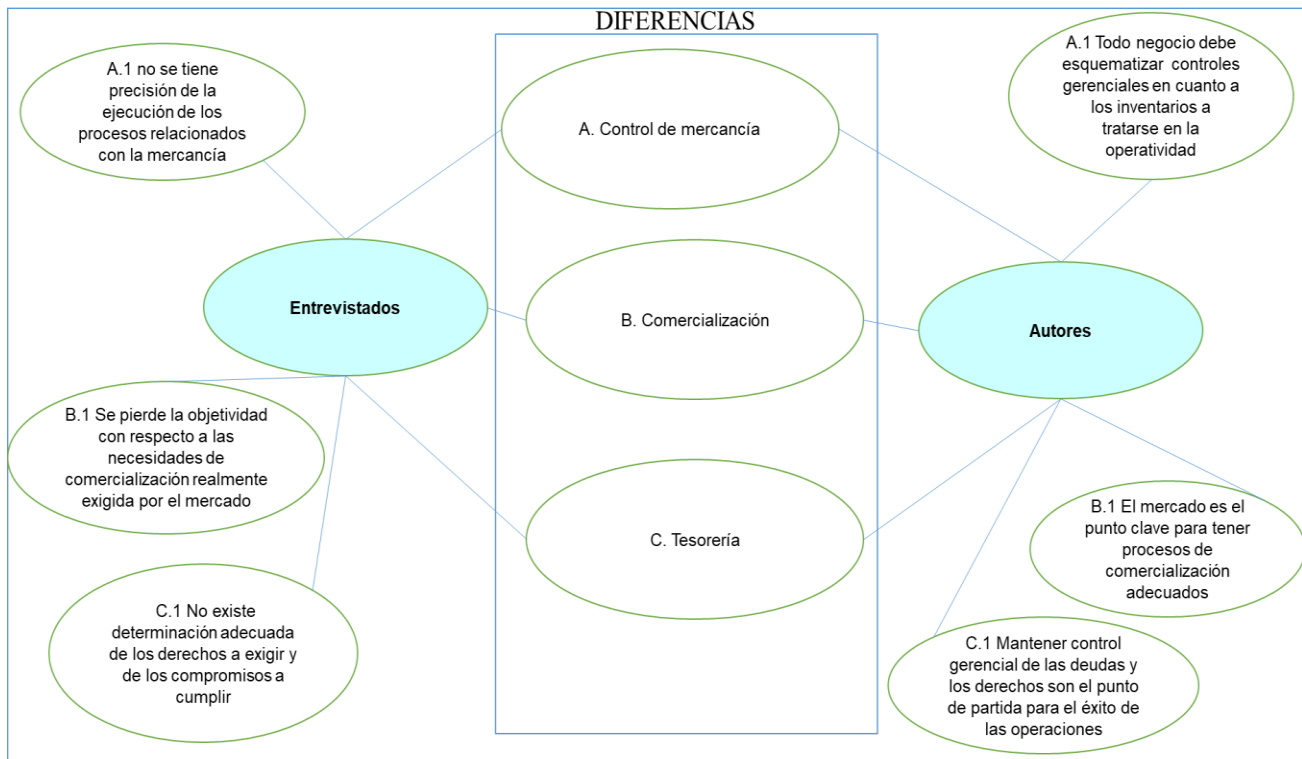 DIFERENCIAS
A.1 no se tiene
precisión de la
ejecución de los
procesos relacionados
con la mercancía
A. Control de mercancía
A.1 Todo negocio debe
esquematizar controles
gerenciales en cuanto a
los inventarios a
tratarse en la
operatividad
Entrevistados
B. Comercialización
Autores
B.1 Se pierde la objetividad
con respecto a las
necesidades de
comercialización realmente
exigida por el mercado
C. Tesorería
B.1 El mercado es el
punto clave para tener
procesos de
comercialización
adecuados
C.1 No existe
determinación adecuada
de los derechos a exigir y
de los compromisos a
cumplir
C.1 Mantener control
gerencial de las deudas y
los derechos son el punto
de partida para el éxito de
las operaciones